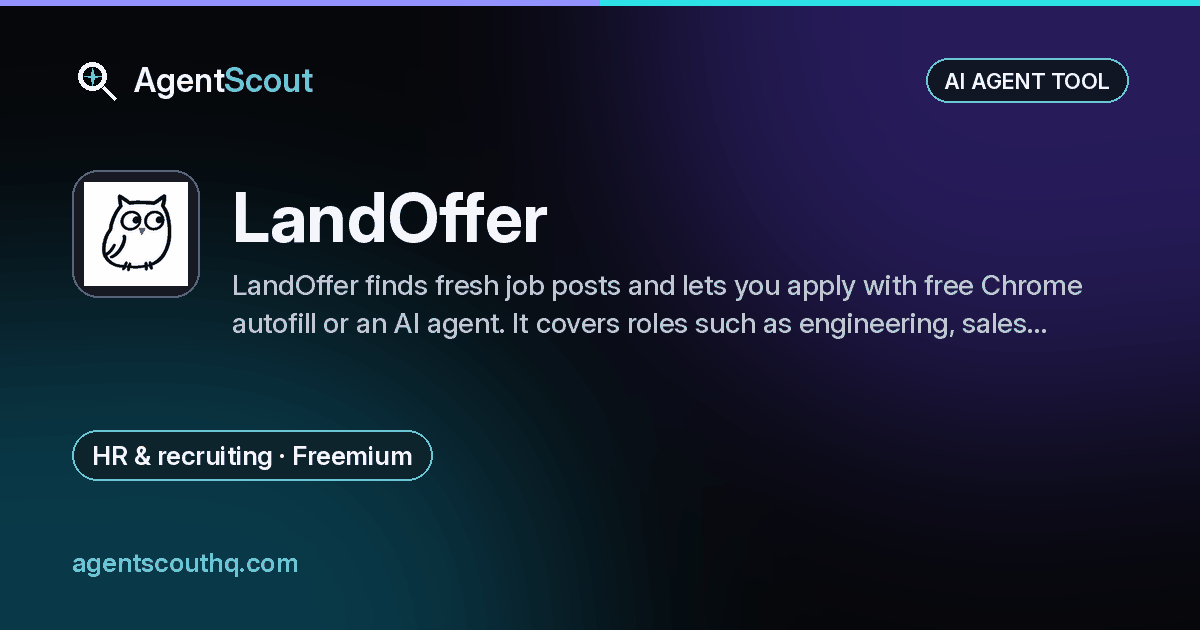 AgentScout
AI AGENT TOOL
LandOffer
LandOffer finds fresh job posts and lets you apply with free Chrome
autofill or an AI agent. It covers roles such as engineering, sales...
HR & recruiting · Freemium
agentscouthq.com